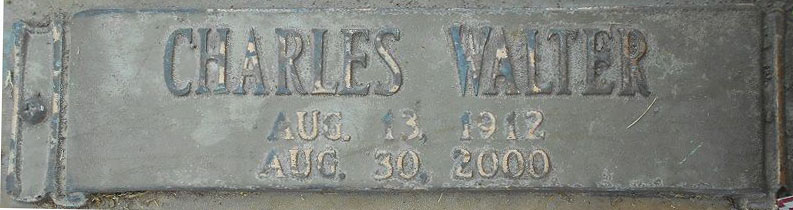 CHARLES WALTER
AUG. 13, 1912
AUG. 30, 2000